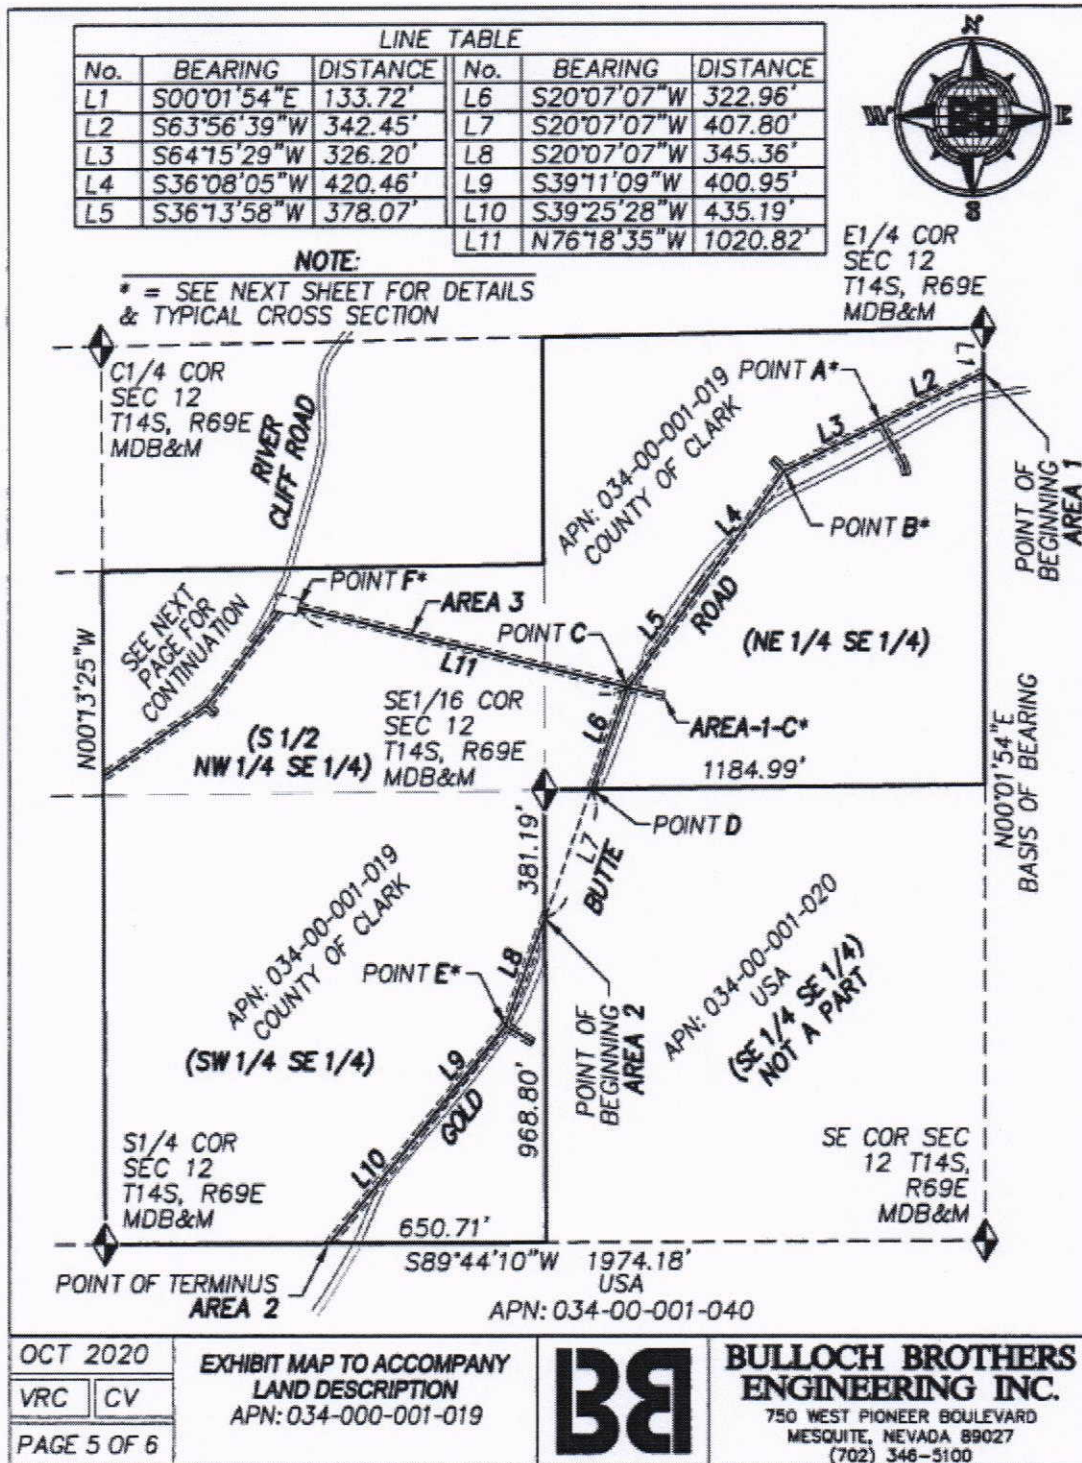 LINE TABLE
No. BEARING DISTANCE No. BEARING DISTANCE
L1 S00°01'54"E 133.72' L6 S20°07'07"W 322.96'
L2 S63°56'39"W 342.45' L7 S20°07'07"W 407.80'
L3 S64°15'29"W 326.20' L8 S20°07'07"W 345.36'
L4 S36°08'05"W 420.46' L9 S39°11'09"W 400.95'
L5 S36°13'58"W 378.07' L10 S39°25'28"W 435.19'
L11 N76°18'35"W 1020.82'
N
W
E
S
NOTE:
* = SEE NEXT SHEET FOR DETAILS
& TYPICAL CROSS SECTION
E1/4 COR
SEC 12
T14S, R69E
MDB&M
C1/4 COR
SEC 12
T14S, R69E
MDB&M
RIVER
CLIFF ROAD
APN: 034-00-001-019
COUNTY OF CLARK
POINT A*
L1
L2
L3
POINT OF
BEGINNING
AREA 1
POINT B*
L4
L5
ROAD
(NE 1/4 SE 1/4)
POINT F*
AREA 3
L11
POINT C
SEE NEXT
PAGE FOR
CONTINUATION
N00°13'25"W
(S 1/2
NW 1/4 SE 1/4)
SE1/16 COR
SEC 12
T14S, R69E
MDB&M
L6
AREA-1-C*
1184.99'
N00°01'54"E
BASIS OF BEARING
POINT D
381.19'
L7
BUTTE
APN: 034-00-001-019
COUNTY OF CLARK
POINT E*
L8
(SW 1/4 SE 1/4)
POINT OF
BEGINNING
AREA 2
APN: 034-00-001-020
USA
(SE 1/4 SE 1/4)
NOT A PART
L9
GOLD
968.80'
L10
S1/4 COR
SEC 12
T14S, R69E
MDB&M
SE COR SEC
12 T14S,
R69E
MDB&M
650.71'
S89°44'10"W 1974.18'
USA
APN: 034-00-001-040
POINT OF TERMINUS
AREA 2
OCT 2020
VRC CV
PAGE 5 OF 6
EXHIBIT MAP TO ACCOMPANY
LAND DESCRIPTION
APN: 034-000-001-019
BB
BULLOCH BROTHERS
ENGINEERING INC.
750 WEST PIONEER BOULEVARD
MESQUITE, NEVADA 89027
(702) 346-5100